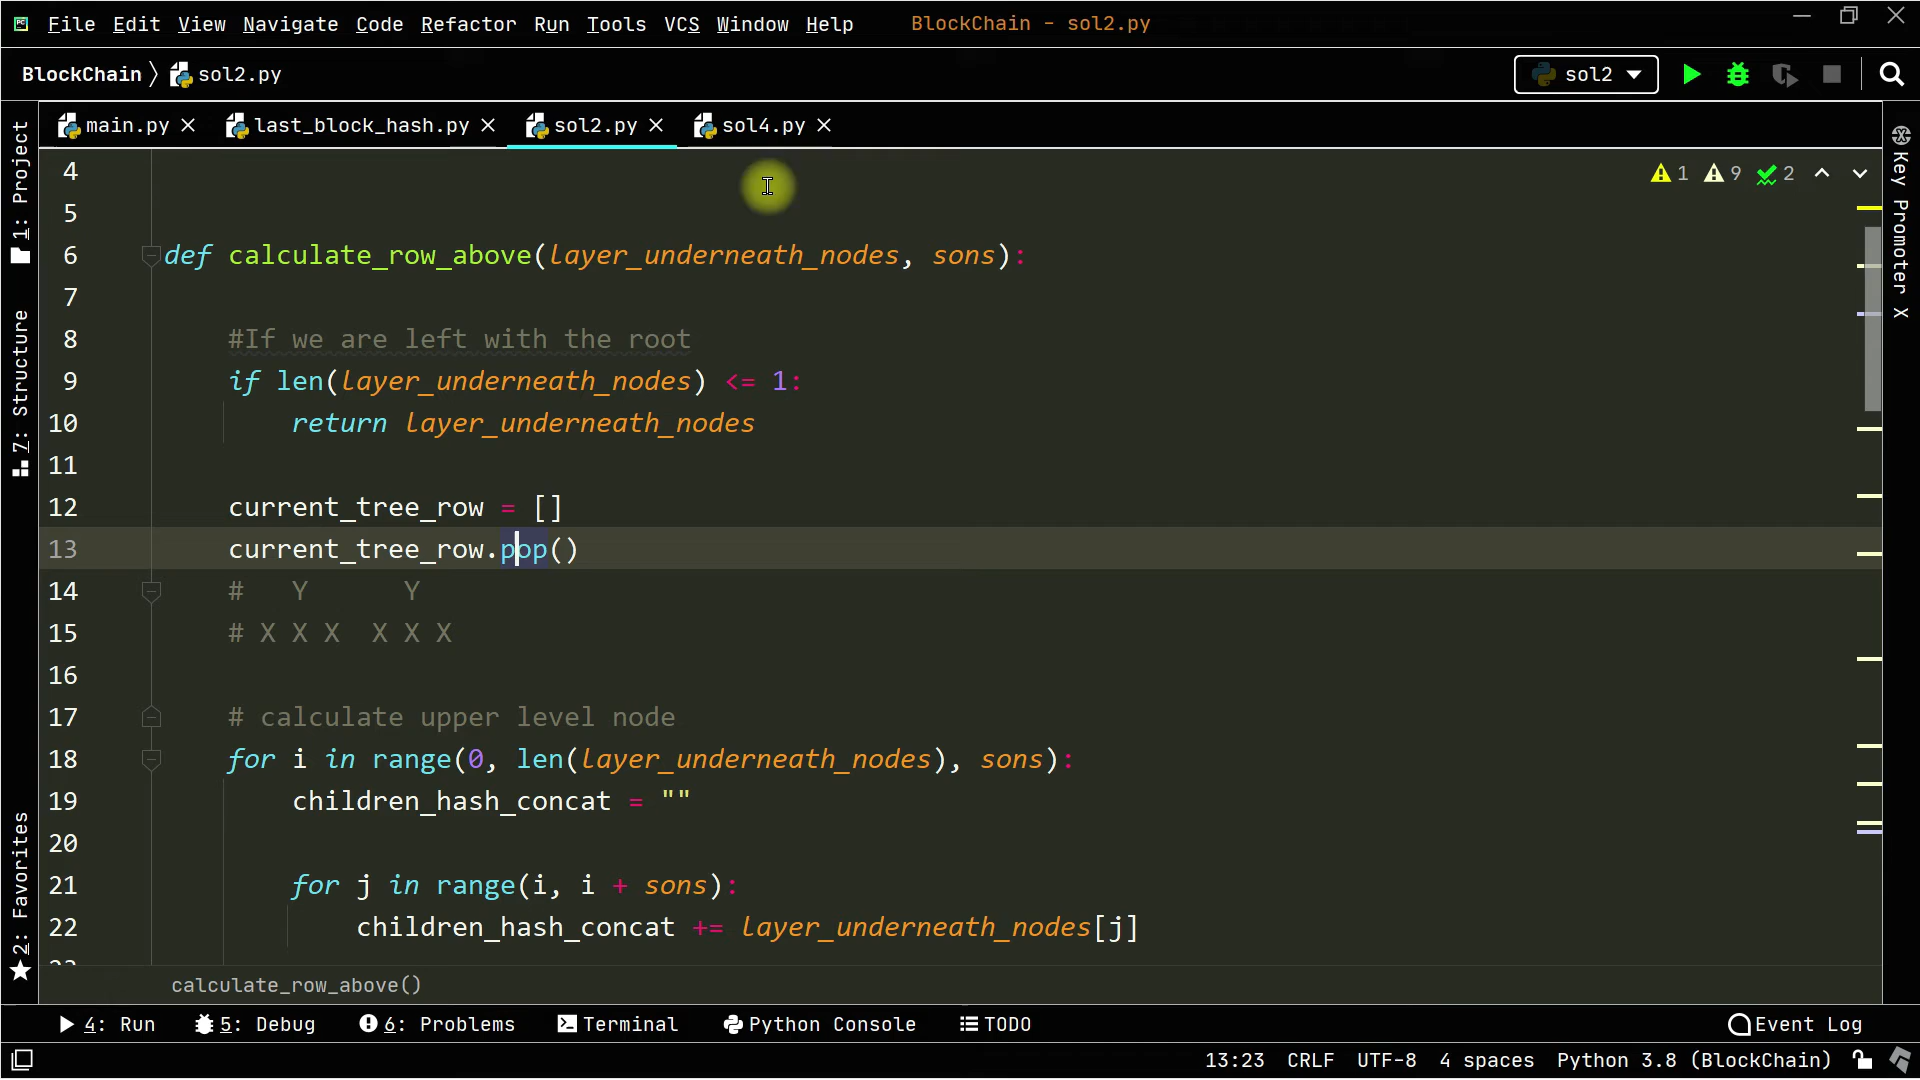 File Edit View Navigate Code Refactor Run Tools VCS Window Help BlockChain - sol2.py
BlockChain sol2.py sol2
main.py last_block_hash.py sol2.py sol4.py
1: Project
7: Structure
2: Favorites
Key Promoter X
1 9 2
4
5
6 def calculate_row_above(layer_underneath_nodes, sons):
7
8 #If we are left with the root
9 if len(layer_underneath_nodes) <= 1:
10 return layer_underneath_nodes
11
12 current_tree_row = []
13 current_tree_row.pop()
14 # Y Y
15 # X X X X X X
16
17 # calculate upper level node
18 for i in range(0, len(layer_underneath_nodes), sons):
19 children_hash_concat = ""
20
21 for j in range(i, i + sons):
22 children_hash_concat += layer_underneath_nodes[j]
23
calculate_row_above()
4: Run 5: Debug 6: Problems Terminal Python Console TODO Event Log
13:23 CRLF UTF-8 4 spaces Python 3.8 (BlockChain)